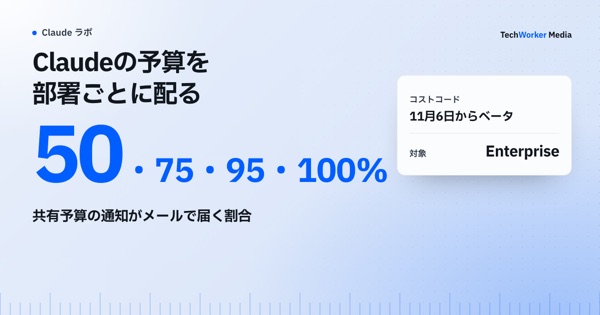 Claude ラボ
TechWorker Media
Claudeの予算を
部署ごとに配る
50・75・95・100%
共有予算の通知がメールで届く割合
コストコード
11月6日からベータ
対象 Enterprise